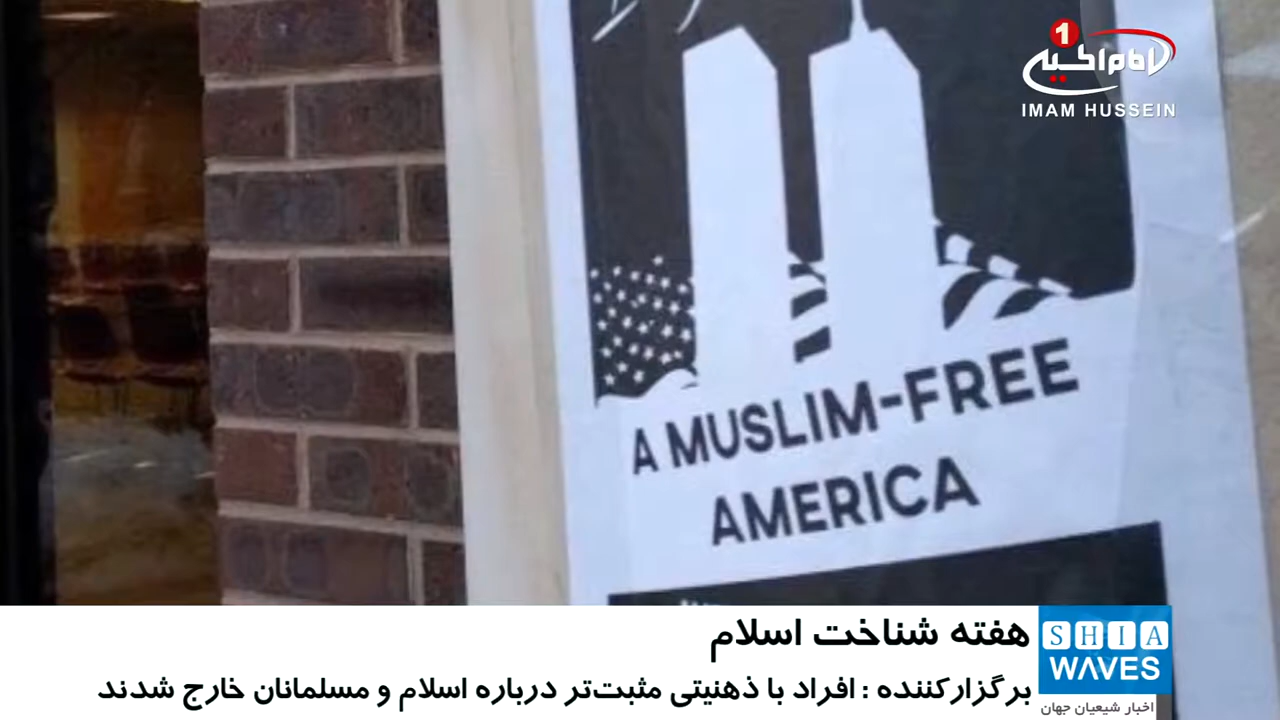 1
امام حسین
IMAM HUSSEIN
A MUSLIM-FREE
AMERICA
هفته شناخت اسلام
برگزارکننده : افراد با ذهنیتی مثبت‌تر درباره اسلام و مسلمانان خارج شدند
SHIA
WAVES
اخبار شیعیان جهان